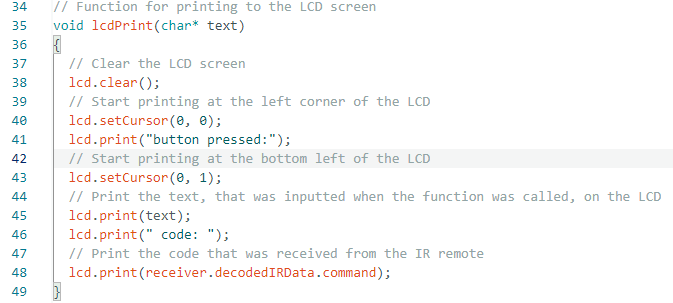 34 // Function for printing to the LCD screen
35 void lcdPrint(char* text)
36 {
37 // Clear the LCD screen
38 lcd.clear();
39 // Start printing at the left corner of the LCD
40 lcd.setCursor(0, 0);
41 lcd.print("button pressed:");
42 // Start printing at the bottom left of the LCD
43 lcd.setCursor(0, 1);
44 // Print the text, that was inputted when the function was called, on the LCD
45 lcd.print(text);
46 lcd.print(" code: ");
47 // Print the code that was received from the IR remote
48 lcd.print(receiver.decodedIRData.command);
49 }